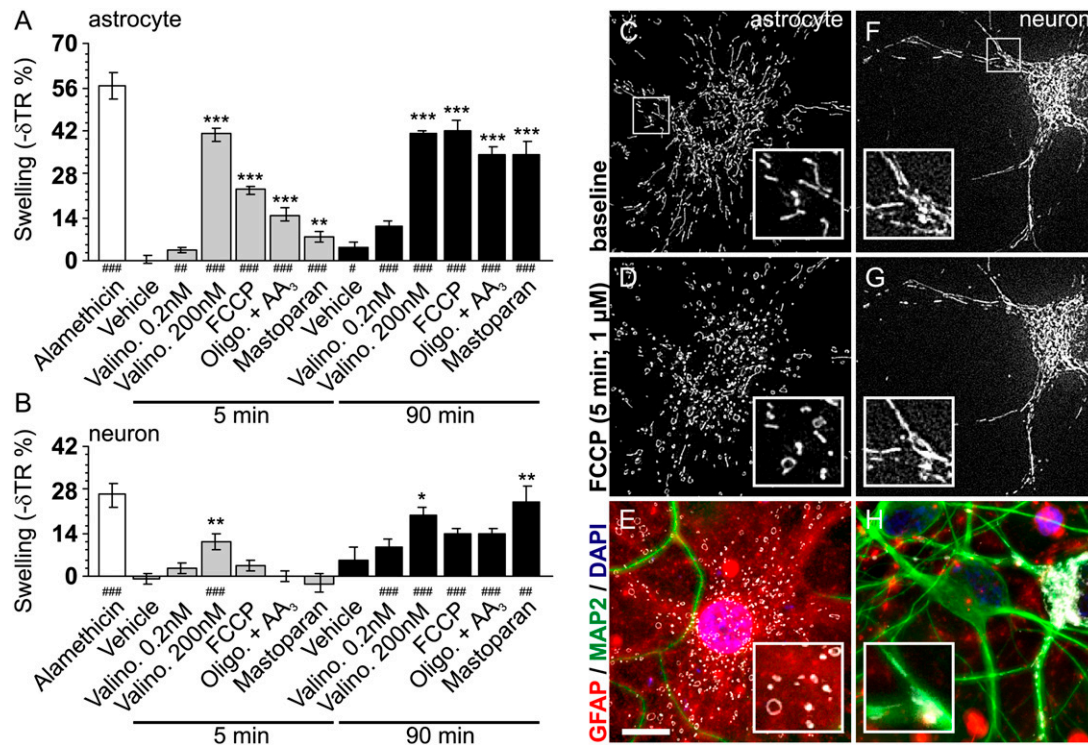 A astrocyte
Swelling (-δTR %)
70
56
42
28
14
0
### ## ### ### ### ### # ### ### ### ### ###
Alamethicin
Vehicle
Valino. 0.2nM
Valino. 200nM
FCCP
Oligo. + AA3
Mastoparan
Vehicle
Valino. 0.2nM
Valino. 200nM
FCCP
Oligo. + AA3
Mastoparan
*** *** *** ** *** *** *** ***
5 min 90 min
B neuron
Swelling (-δTR %)
42
28
14
0
** * **
### ### ### ### ### ### ##
Alamethicin
Vehicle
Valino. 0.2nM
Valino. 200nM
FCCP
Oligo. + AA3
Mastoparan
Vehicle
Valino. 0.2nM
Valino. 200nM
FCCP
Oligo. + AA3
Mastoparan
5 min 90 min
C astrocyte
F neuron
baseline
D
G
FCCP (5 min; 1 µM)
E
H
GFAP / MAP2 / DAPI